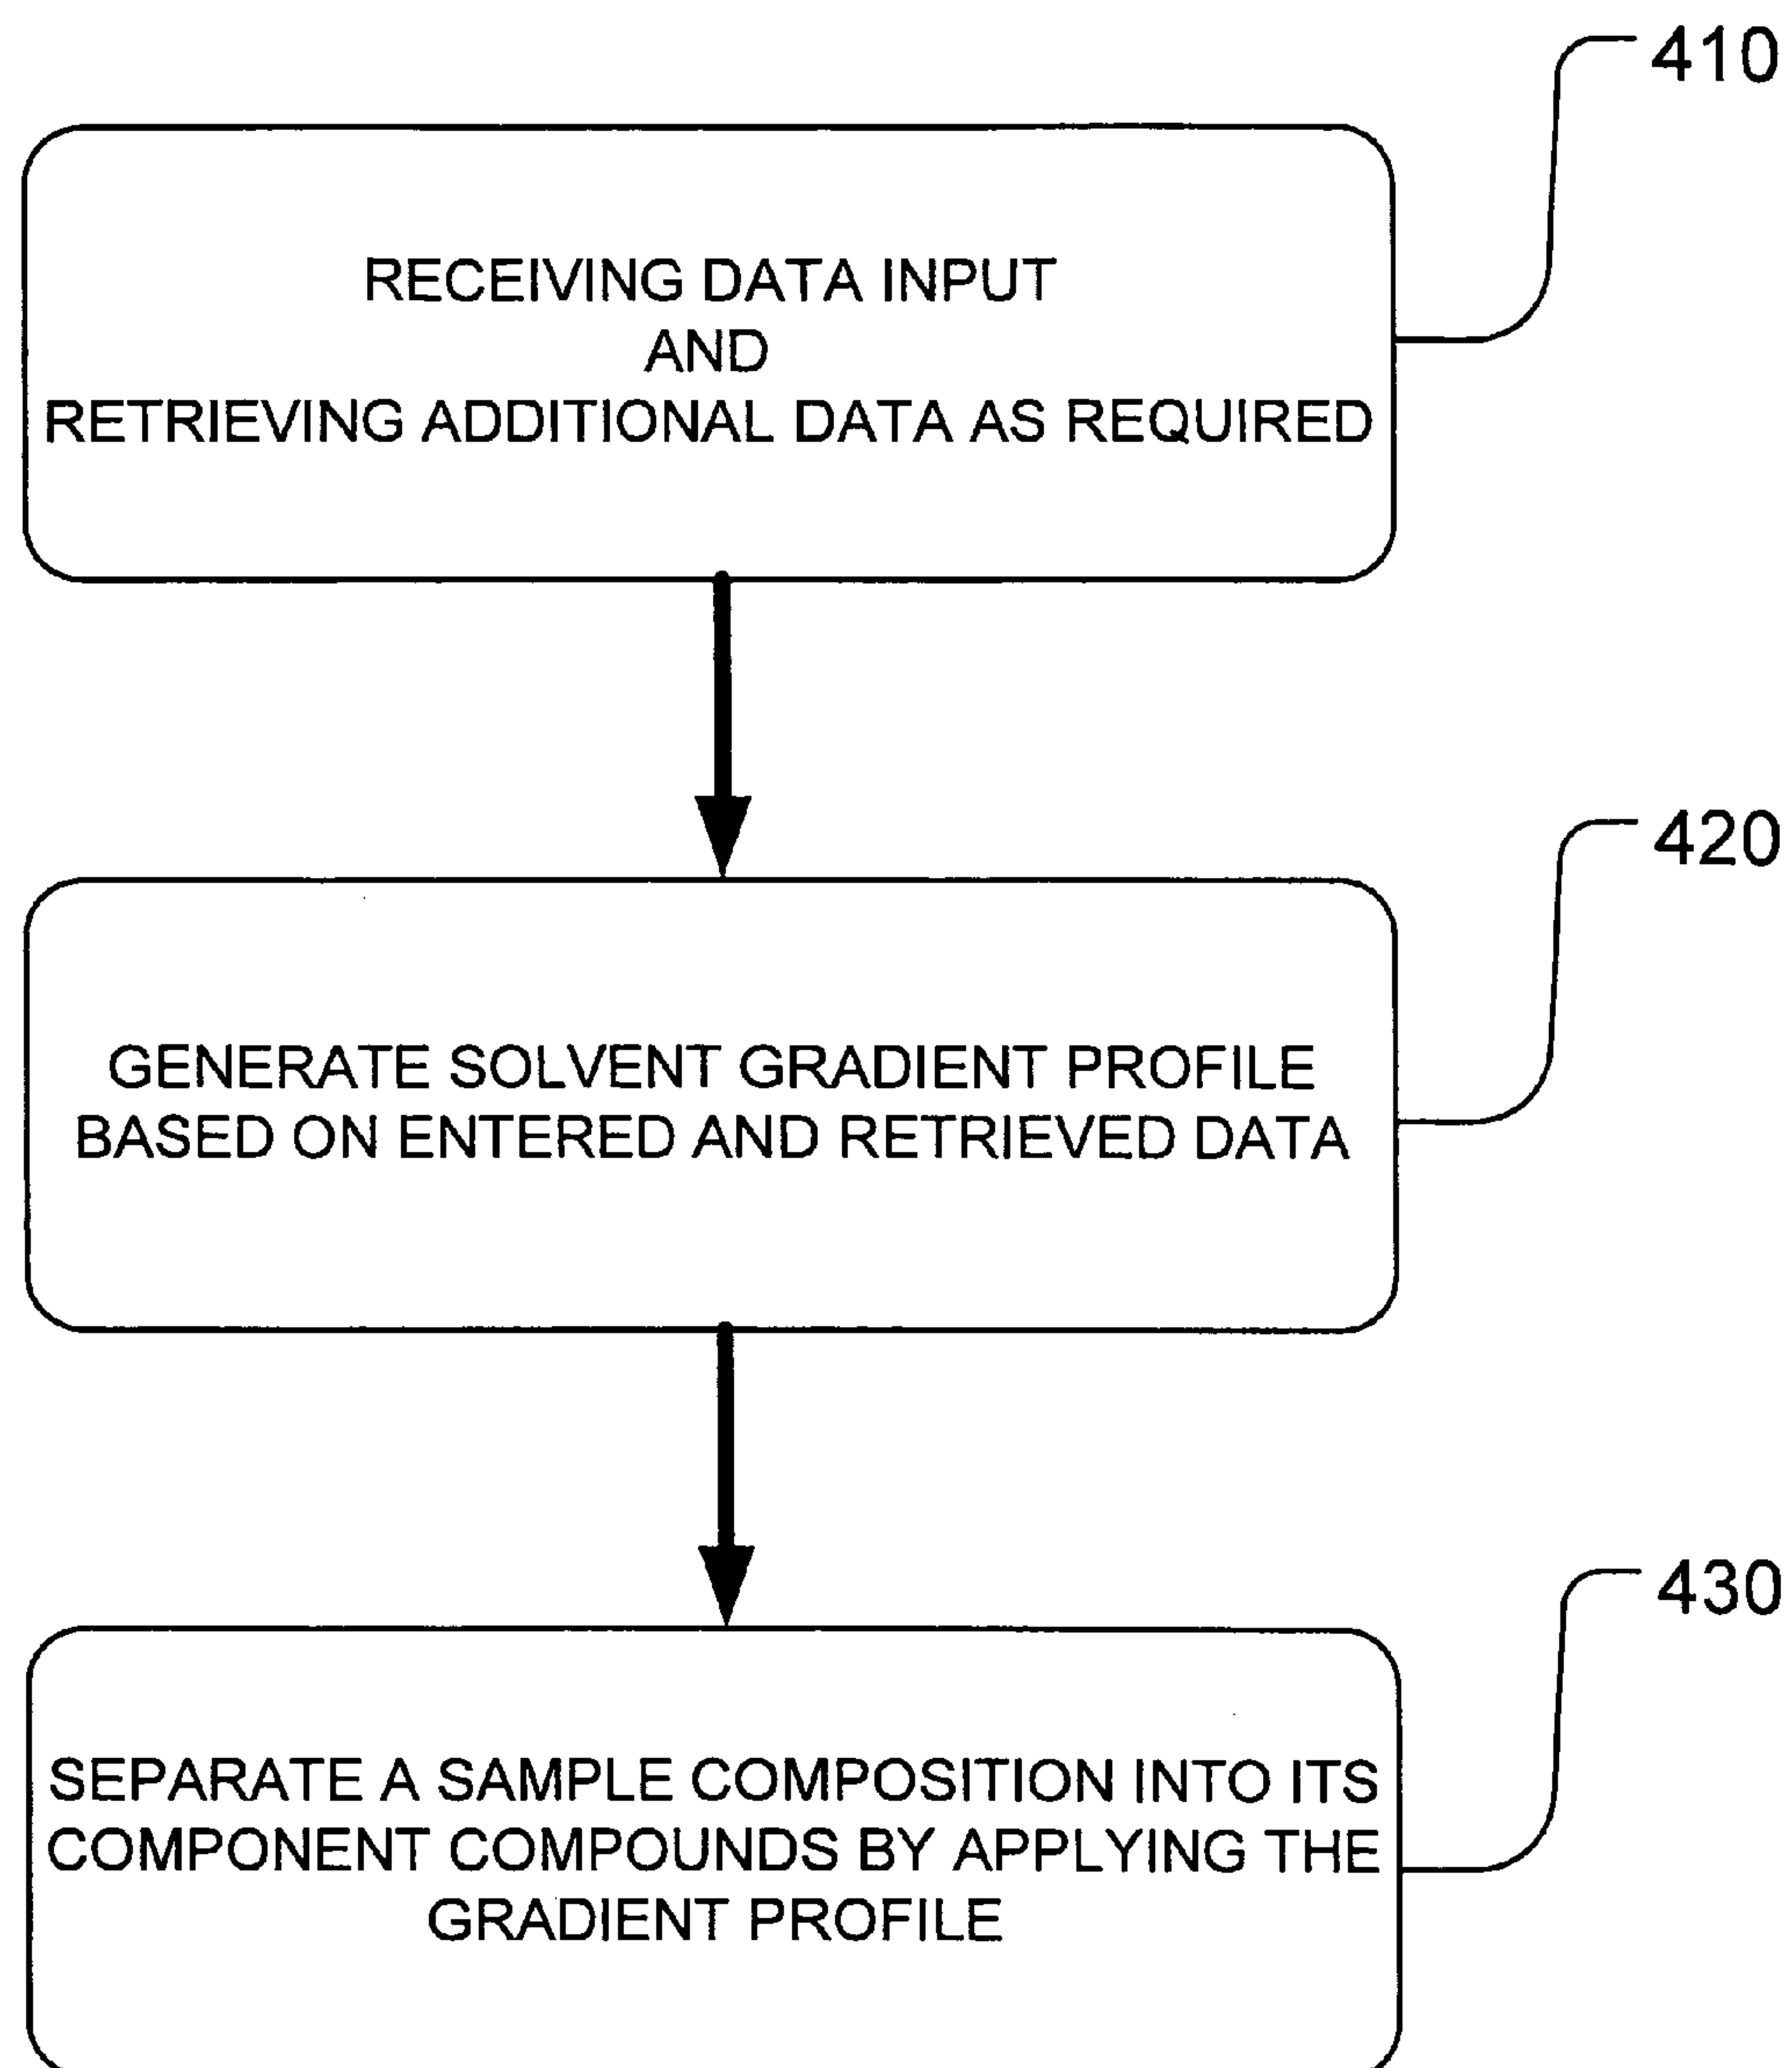 410
RECEIVING DATA INPUT
AND
RETRIEVING ADDITIONAL DATA AS REQUIRED
420
GENERATE SOLVENT GRADIENT PROFILE
BASED ON ENTERED AND RETRIEVED DATA
430
SEPARATE A SAMPLE COMPOSITION INTO ITS
COMPONENT COMPOUNDS BY APPLYING THE
GRADIENT PROFILE